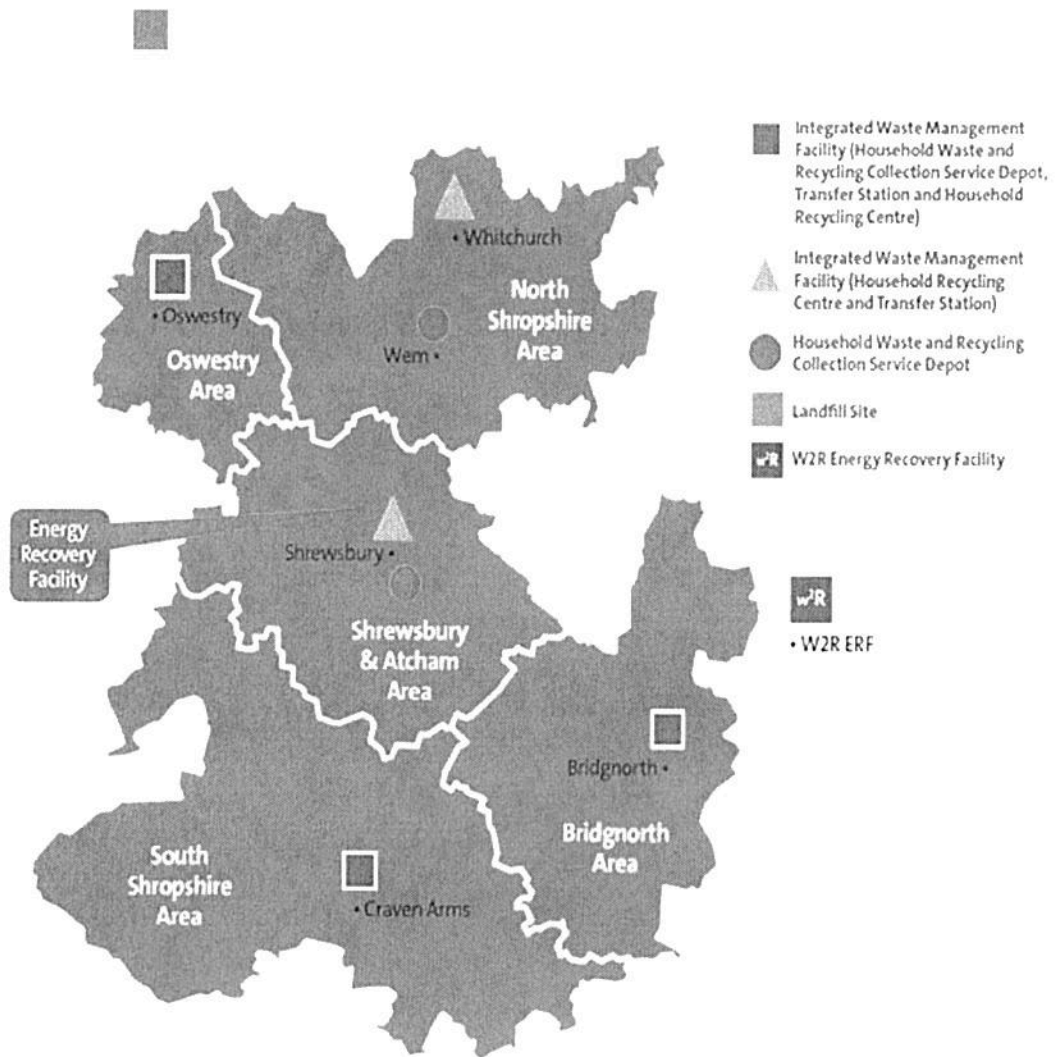 Integrated Waste Management
Facility (Household Waste and
Recycling Collection Service Depot,
Transfer Station and Household
Recycling Centre)
Integrated Waste Management
Facility (Household Recycling
Centre and Transfer Station)
Household Waste and Recycling
Collection Service Depot
Landfill Site
w²R
W2R Energy Recovery Facility
• Whitchurch
North
Shropshire
Area
Wem •
• Oswestry
Oswestry
Area
Energy
Recovery
Facility
Shrewsbury •
Shrewsbury
& Atcham
Area
w²R
• W2R ERF
Bridgnorth •
Bridgnorth
Area
South
Shropshire
Area
• Craven Arms